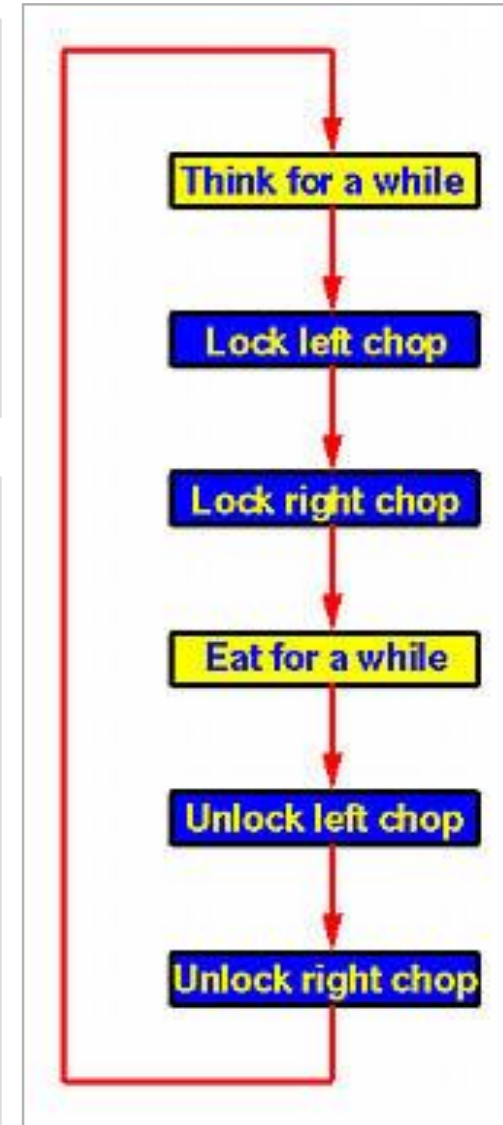 Think for a while
Lock left chop
Lock right chop
Eat for a while
Unlock left chop
Unlock right chop